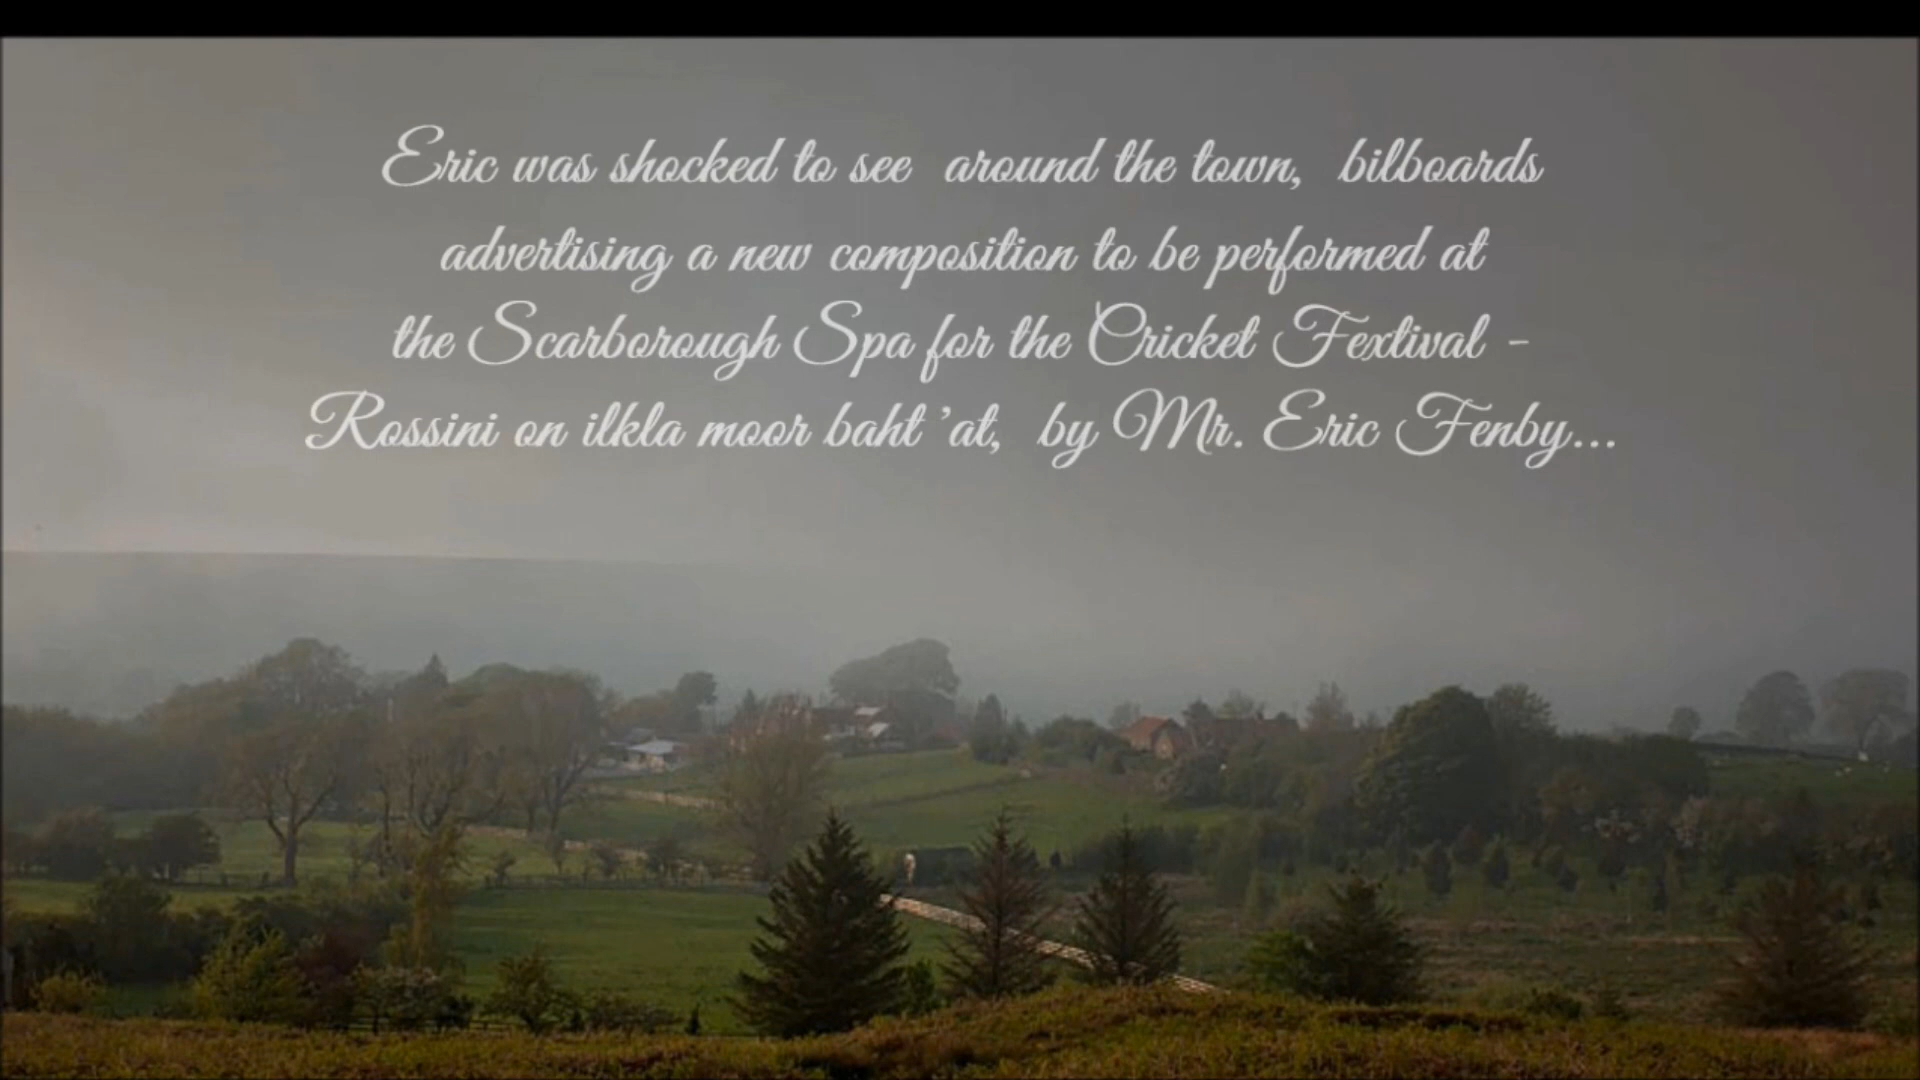 Eric was shocked to see around the town, bilboards
advertising a new composition to be performed at
the Scarborough Spa for the Cricket Fextival -
Rossini on ilkla moor baht 'at, by Mr. Eric Fenby...